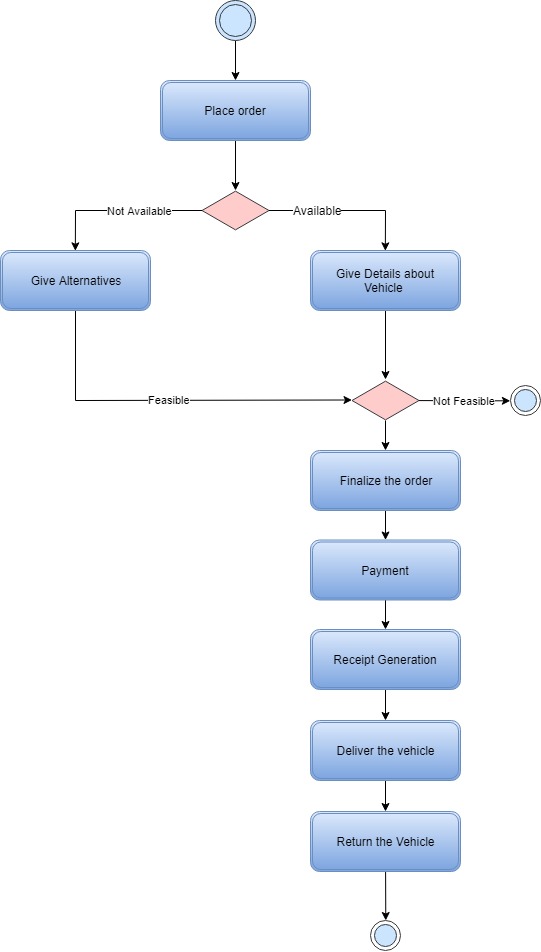 Place order
Not Available
Available
Give Alternatives
Give Details about
Vehicle
Feasible
Not Feasible
Finalize the order
Payment
Receipt Generation
Deliver the vehicle
Return the Vehicle